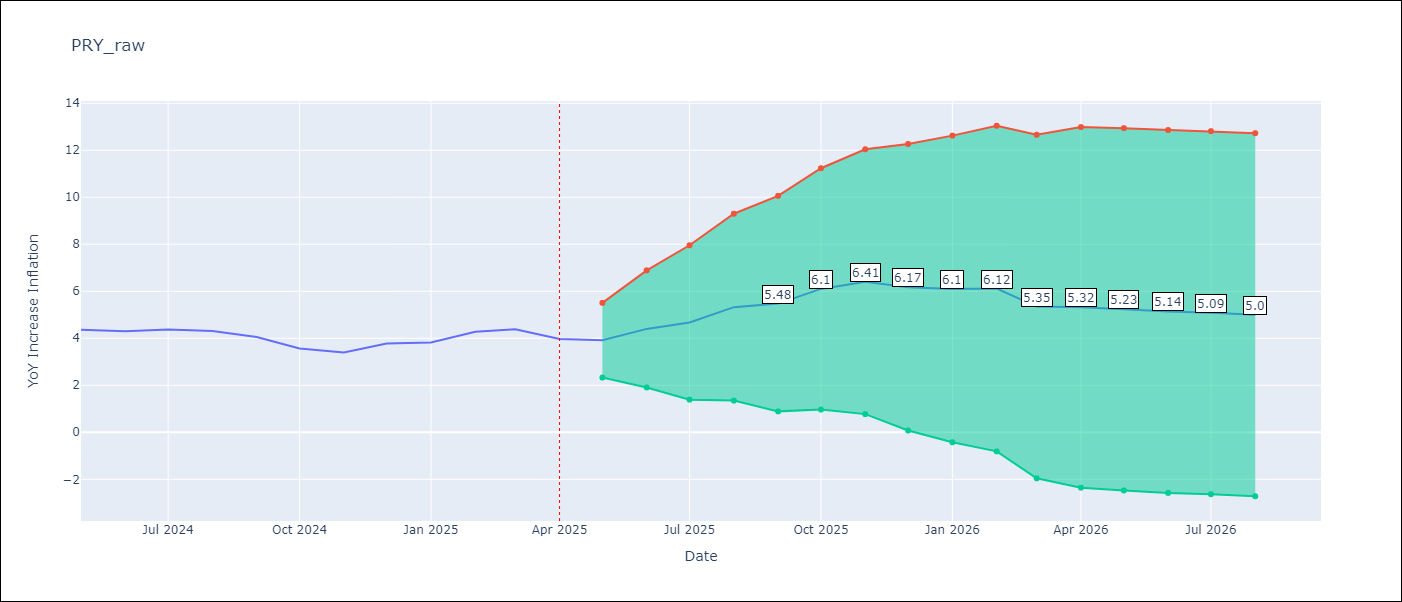 PRY_raw
YoY Increase Inflation
14
12
10
8
6
4
2
0
−2
5.48
6.1
6.41
6.17
6.1
6.12
5.35
5.32
5.23
5.14
5.09
5.0
Jul 2024
Oct 2024
Jan 2025
Apr 2025
Jul 2025
Oct 2025
Jan 2026
Apr 2026
Jul 2026
Date